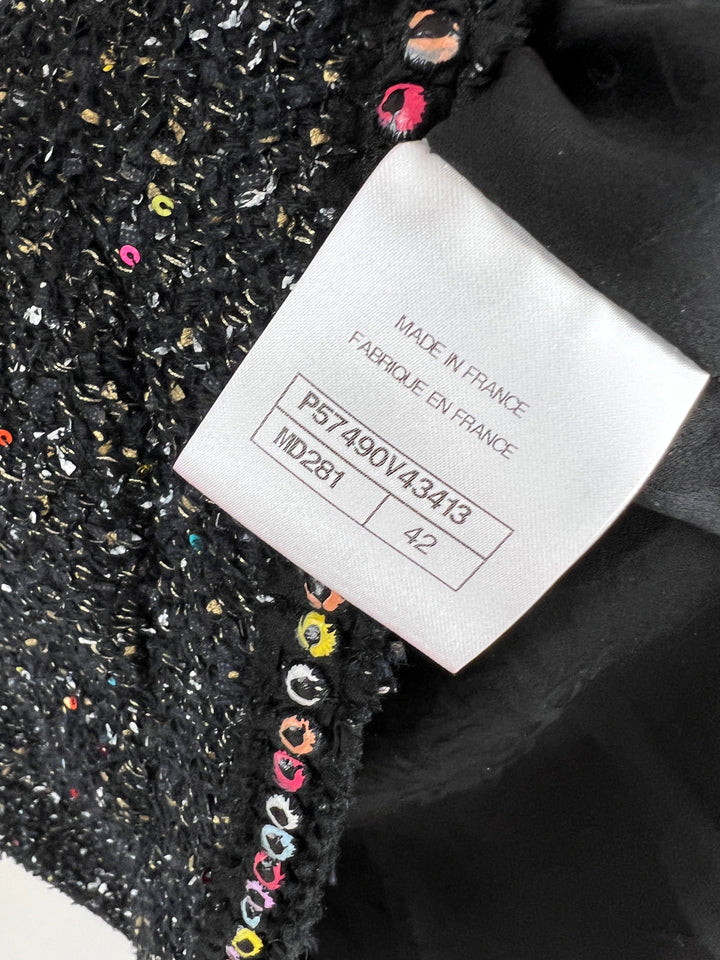 MADE IN FRANCE
FABRIQUE EN FRANCE
P57490V43413
MD281 42